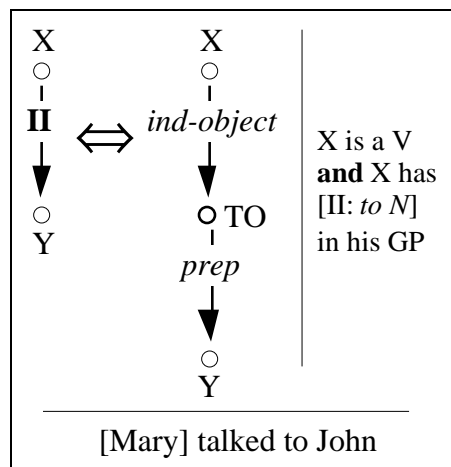 X X
II ind-object
Y TO
prep
Y
X is a V
and X has
[II: to N]
in his GP
[Mary] talked to John